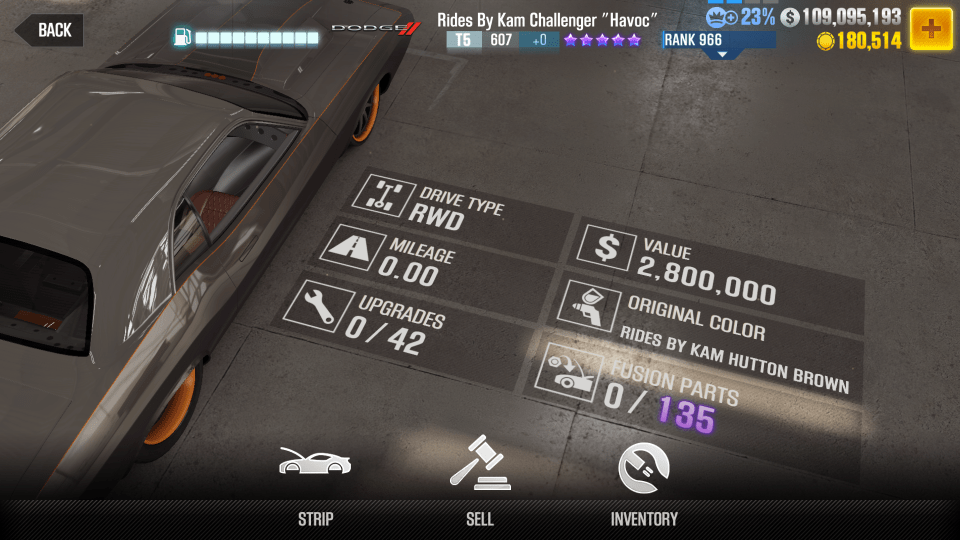 BACK
DODGE
Rides By Kam Challenger "Havoc"
T5 607 +0
23%
RANK 966
$ 109,095,193
180,514
DRIVE TYPE
RWD
MILEAGE
0.00
UPGRADES
0 / 42
$ VALUE
2,800,000
ORIGINAL COLOR
RIDES BY KAM HUTTON BROWN
FUSION PARTS
0 / 135
STRIP
SELL
INVENTORY